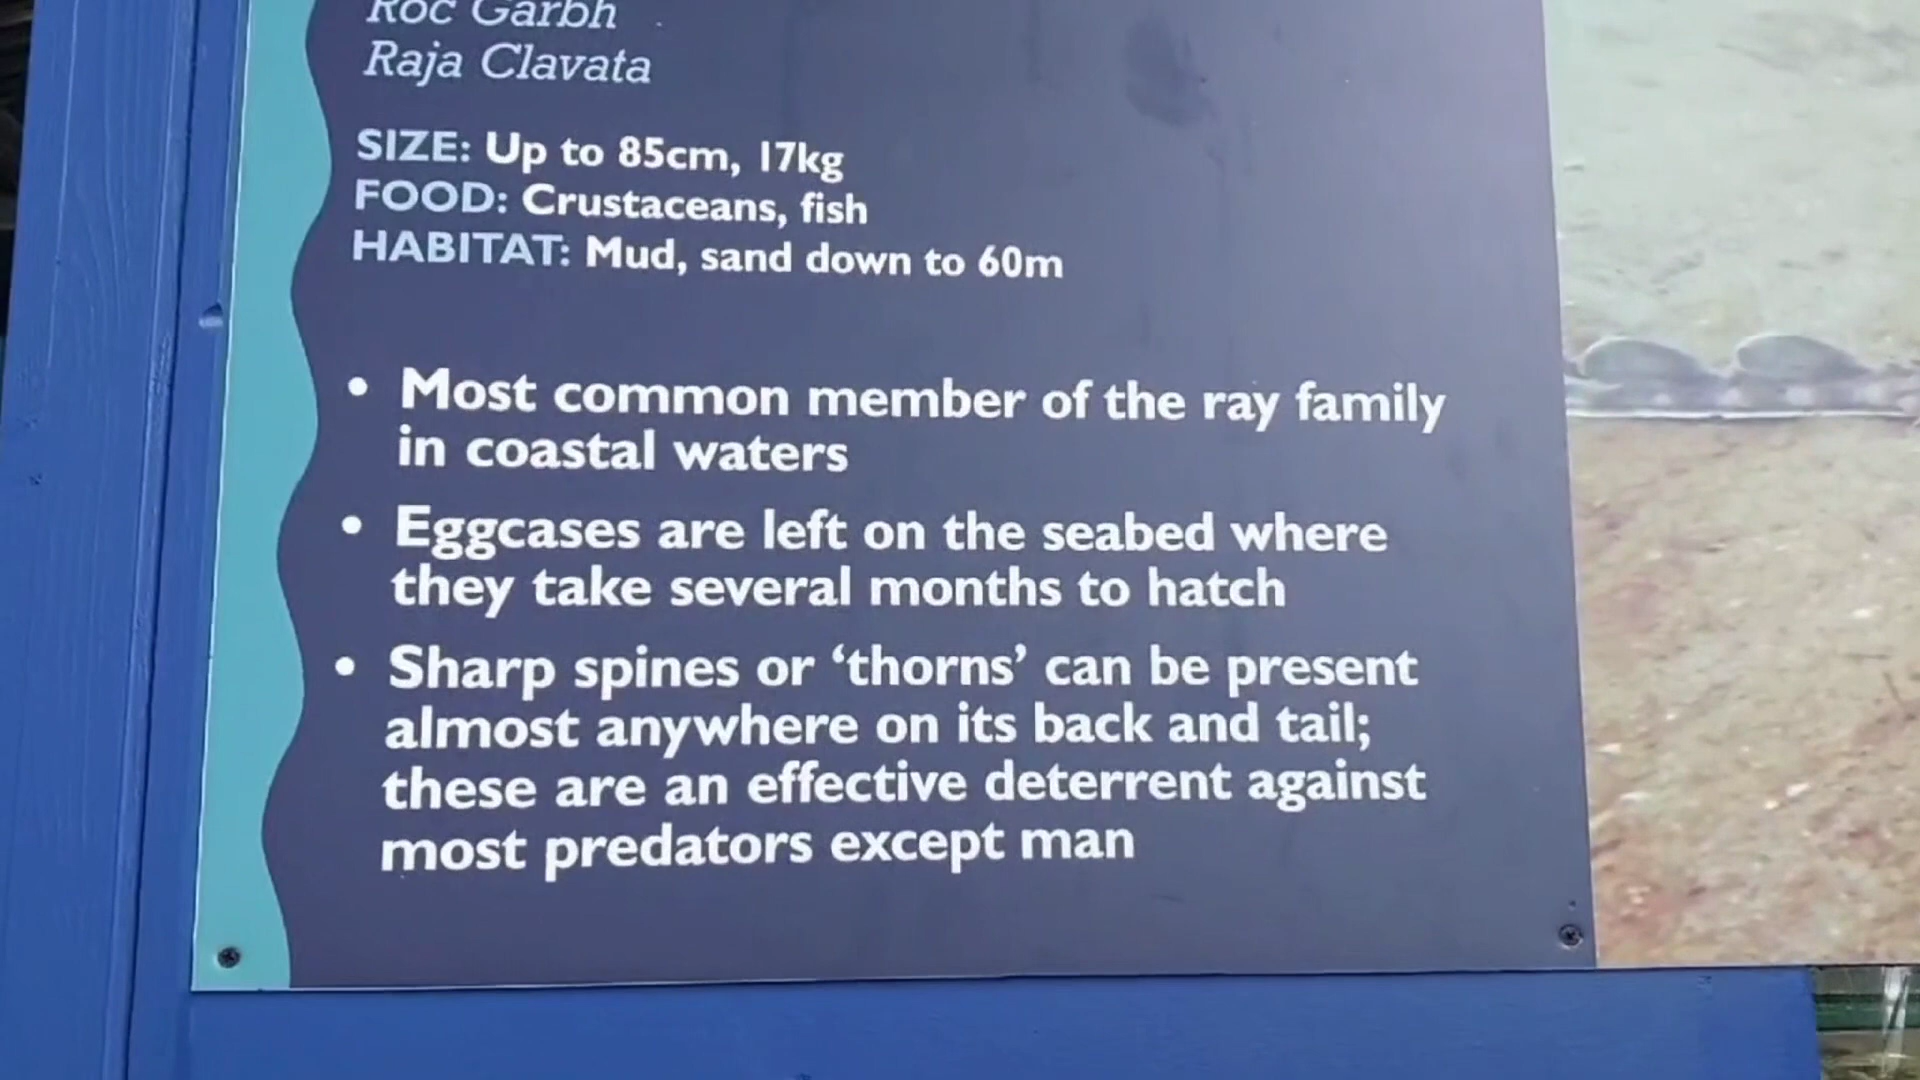 Roc Garbh
Raja Clavata
SIZE: Up to 85cm, 17kg
FOOD: Crustaceans, fish
HABITAT: Mud, sand down to 60m
• Most common member of the ray family
in coastal waters
• Eggcases are left on the seabed where
they take several months to hatch
• Sharp spines or ‘thorns’ can be present
almost anywhere on its back and tail;
these are an effective deterrent against
most predators except man